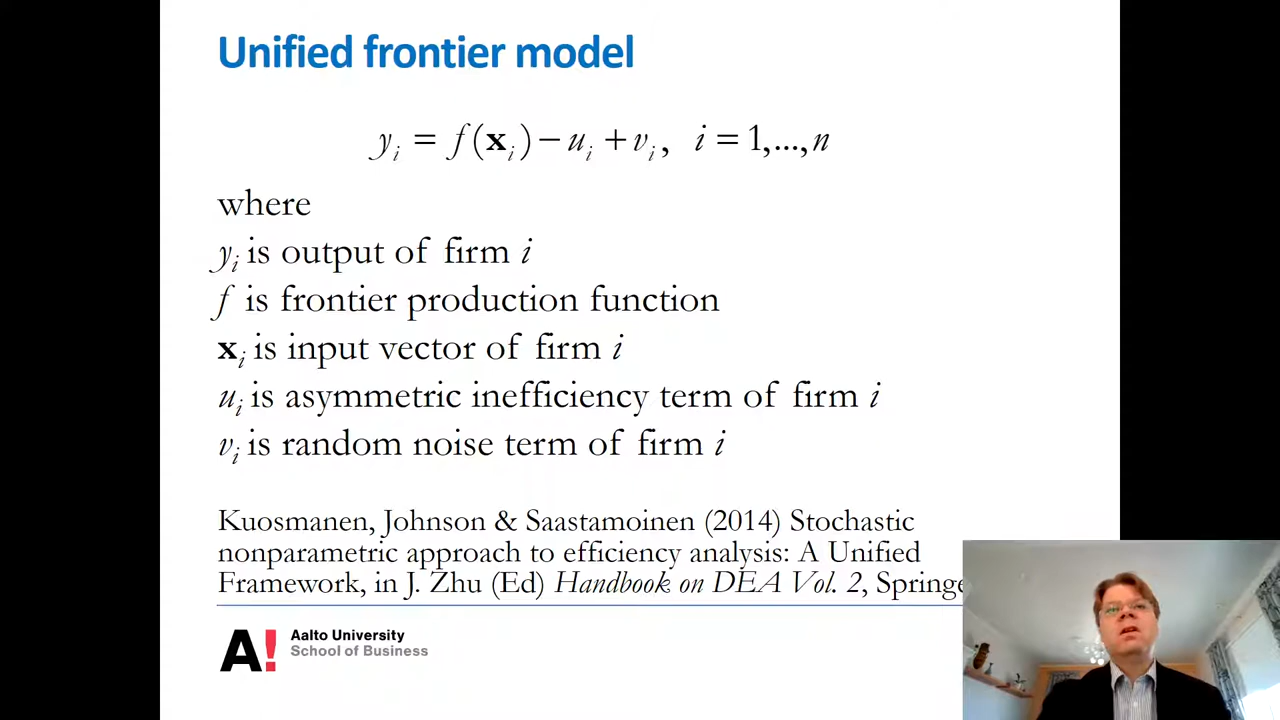 Unified frontier model
yᵢ = f(𝐱ᵢ) − uᵢ + vᵢ, i = 1,...,n
where
yᵢ is output of firm i
f is frontier production function
𝐱ᵢ is input vector of firm i
uᵢ is asymmetric inefficiency term of firm i
vᵢ is random noise term of firm i
Kuosmanen, Johnson & Saastamoinen (2014) Stochastic
nonparametric approach to efficiency analysis: A Unified
Framework, in J. Zhu (Ed) Handbook on DEA Vol. 2, Springe
A!
Aalto University
School of Business